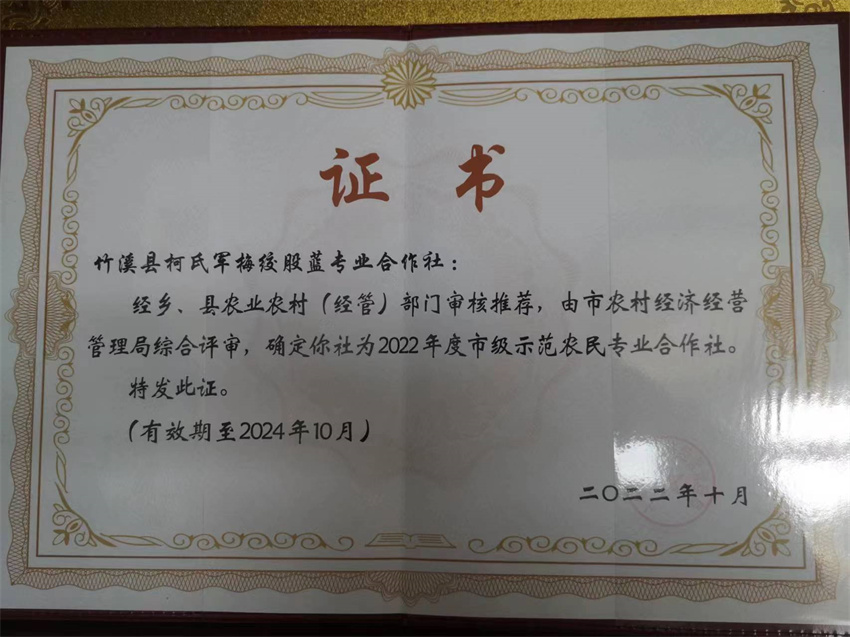 证书
竹溪县柯氏军梅绞股蓝专业合作社：
经乡、县农业农村（经管）部门审核推荐，由市农村经济经营
管理局综合评审，确定你社为2022年度市级示范农民专业合作社。
特发此证。
（有效期至2024年10月）
二〇二二年十月